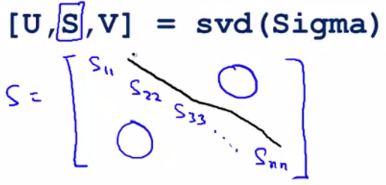 [U,S,V] = svd(Sigma)
S = [ S₁₁ S₂₂ S₃₃ .... Sₙₙ ]